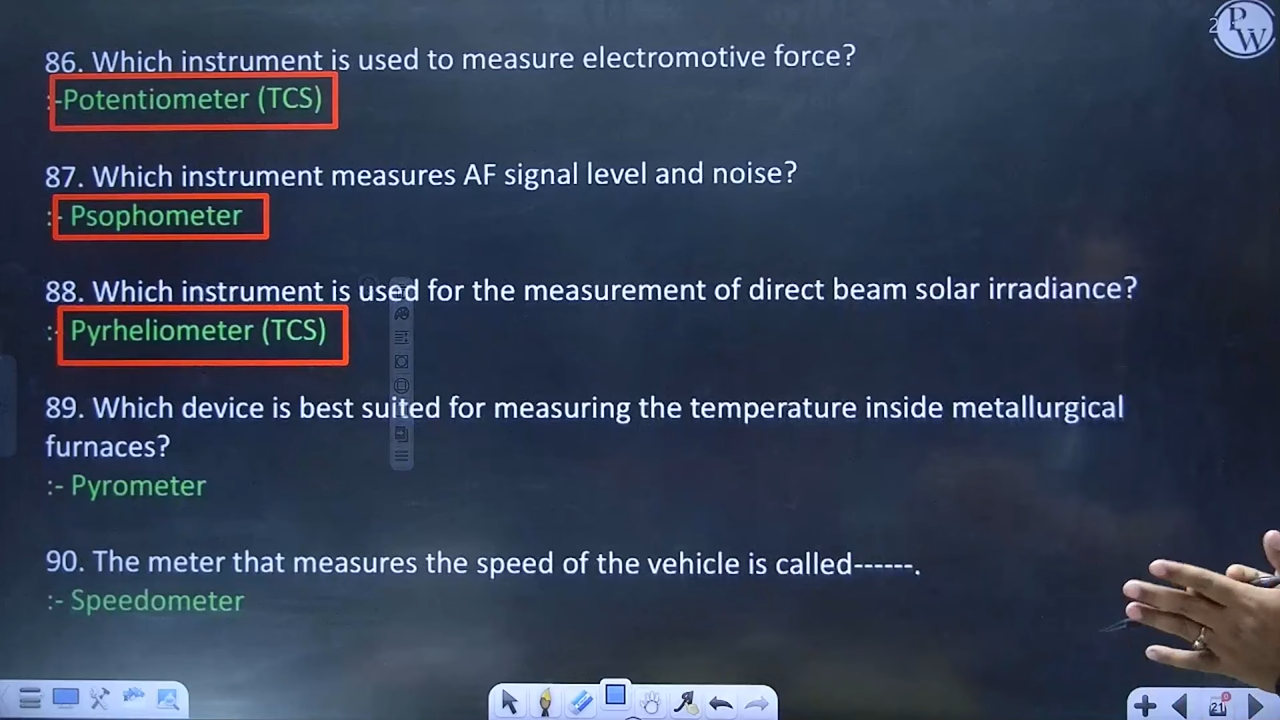 PW
2
86. Which instrument is used to measure electromotive force?
:-Potentiometer (TCS)
87. Which instrument measures AF signal level and noise?
:- Psophometer
88. Which instrument is used for the measurement of direct beam solar irradiance?
:- Pyrheliometer (TCS)
89. Which device is best suited for measuring the temperature inside metallurgical
furnaces?
:- Pyrometer
90. The meter that measures the speed of the vehicle is called------.
:- Speedometer
21